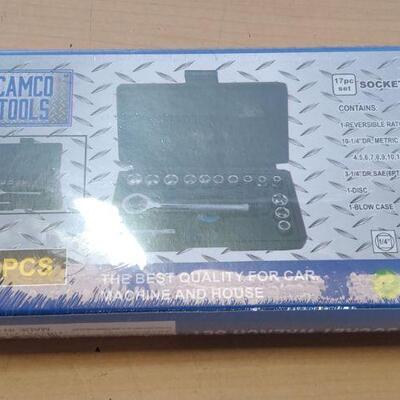 CAMCO
TOOLS
17pc
set
SOCKET
CONTAINS:
1-REVERSIBLE RATC
10-1/4"DR. METRIC
4,5,6,7,8,9,10,1
3-1/4"DR. SAE(6PT
1-DISC
1-BLOW CASE
1/4"
PCS
THE BEST QUALITY FOR CAR,
MACHINE AND HOUSE